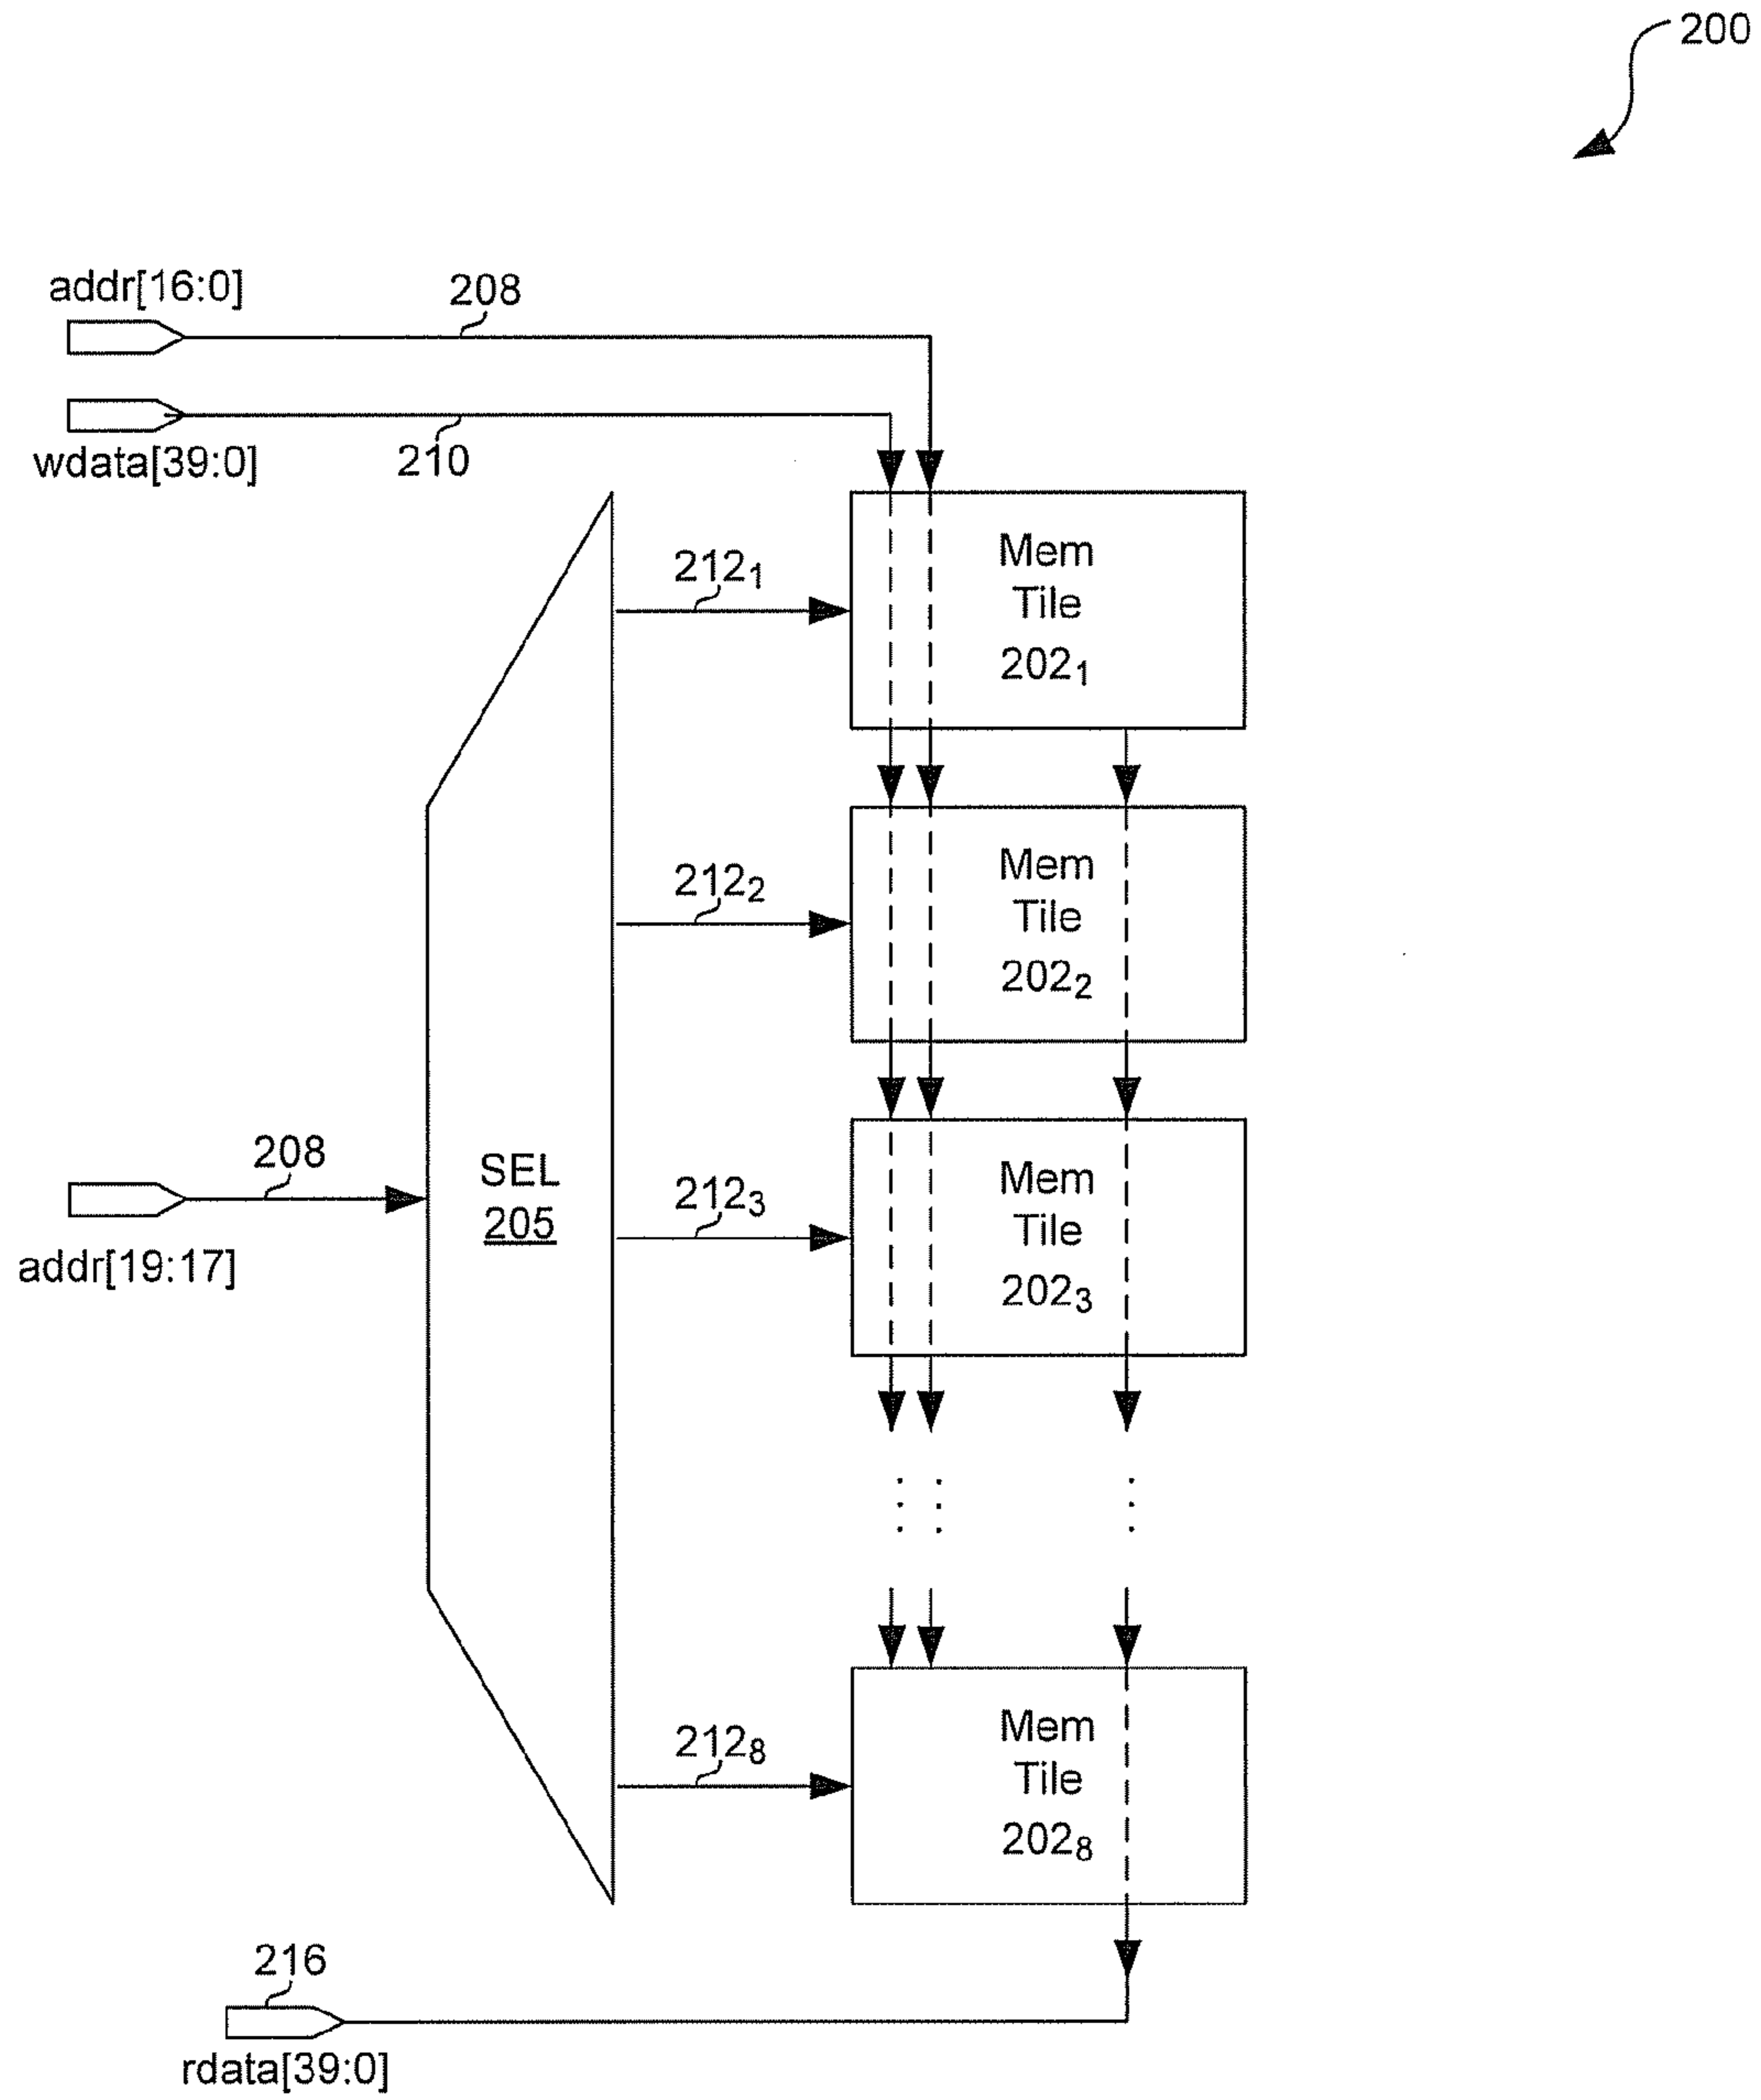 200
addr[16:0]
208
wdata[39:0]
210
212₁
Mem
Tile
202₁
212₂
Mem
Tile
202₂
208
addr[19:17]
SEL
205
212₃
Mem
Tile
202₃
212₈
Mem
Tile
202₈
216
rdata[39:0]